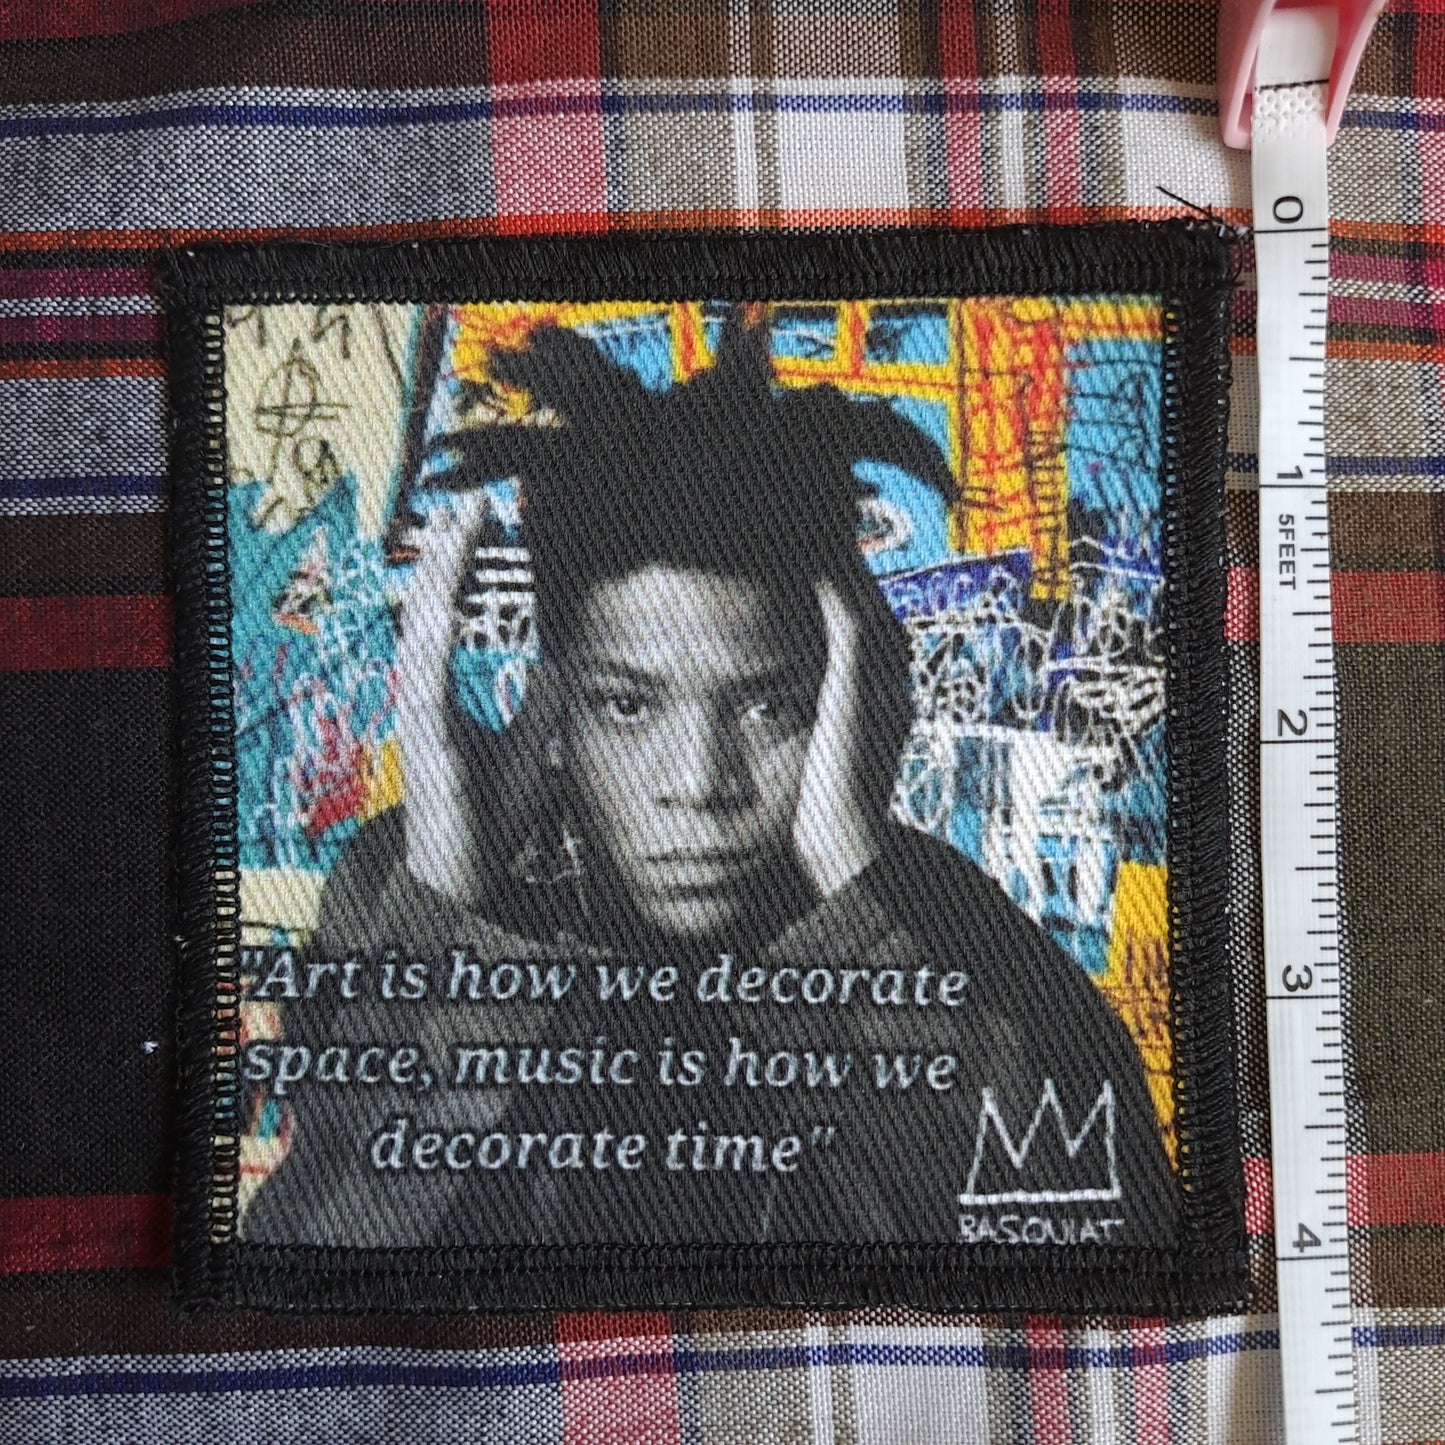 "Art is how we decorate
space, music is how we
decorate time"
BASQUIAT
0
1
5FEET
2
3
4